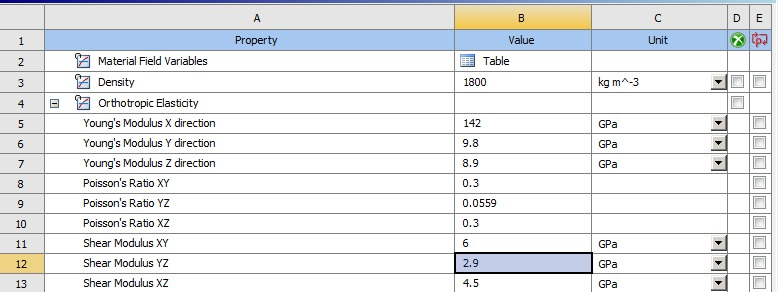 A B C D E
1 Property Value Unit
2 Material Field Variables Table
3 Density 1800 kg m^-3
4 Orthotropic Elasticity
5 Young's Modulus X direction 142 GPa
6 Young's Modulus Y direction 9.8 GPa
7 Young's Modulus Z direction 8.9 GPa
8 Poisson's Ratio XY 0.3
9 Poisson's Ratio YZ 0.0559
10 Poisson's Ratio XZ 0.3
11 Shear Modulus XY 6 GPa
12 Shear Modulus YZ 2.9 GPa
13 Shear Modulus XZ 4.5 GPa